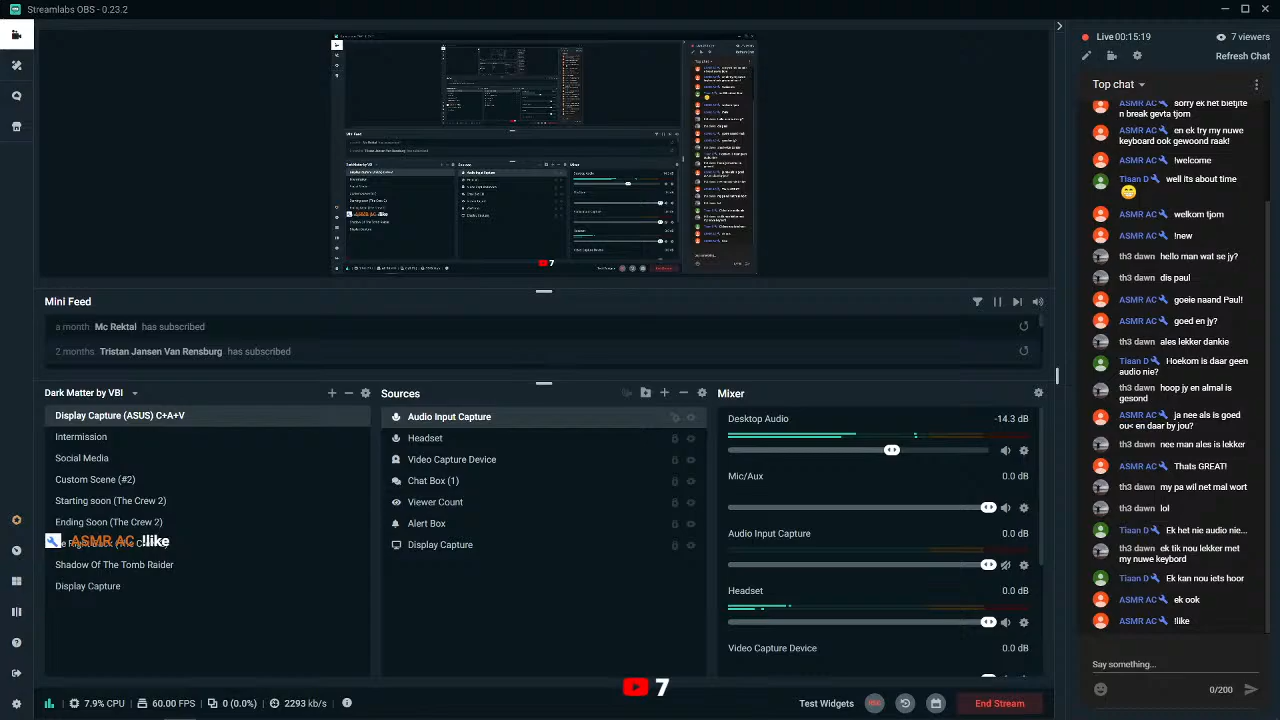 Streamlabs OBS - 0.23.2
Live 00:15:19
7 viewers
Refresh Chat
Top chat
ASMR AC sorry ek het bietjie
n break gevta tjorn
ASMR AC en ek try my nuwe
keyboard gewoond raak
ASMR AC !welcome
Tiaan D well its about time
ASMR AC welkom tjom
ASMR AC !new
th3 dawn hello man wat se jy?
th3 dawn dis paul
ASMR AC goeie naand Paul!
ASMR AC goed en jy?
th3 dawn ales lekker dankie
Tiaan D Hoekom is daar geen
audio nie?
th3 dawn hoop jy en almal is
gesond
ASMR AC ja nee als is goed
ouc en daar by jou?
th3 dawn nee man ales is lekker
ASMR AC Thats GREAT!
th3 dawn my pa wil net mal wort
th3 dawn lol
Tiaan D Ek het nie audio nie...
th3 dawn ek tik nou lekker met
my nuwe keybord
Tiaan D Ek kan nou iets hoor
ASMR AC ek ook
ASMR AC !like
Say something...
0/200
Mini Feed
a month Mc Rektal has subscribed
2 months Tristan Jansen Van Rensburg has subscribed
Dark Matter by VBI
Display Capture (ASUS) C+A+V
Intermission
Social Media
Custom Scene (#2)
Starting soon (The Crew 2)
Ending Soon (The Crew 2)
ASMR AC !like
Shadow Of The Tomb Raider
Display Capture
Sources
Audio Input Capture
Headset
Video Capture Device
Chat Box (1)
Viewer Count
Alert Box
Display Capture
Mixer
Desktop Audio -14.3 dB
Mic/Aux 0.0 dB
Audio Input Capture 0.0 dB
Headset 0.0 dB
Video Capture Device 0.0 dB
7
7.9% CPU
60.00 FPS
0 (0.0%)
2293 kb/s
Test Widgets
REC
End Stream